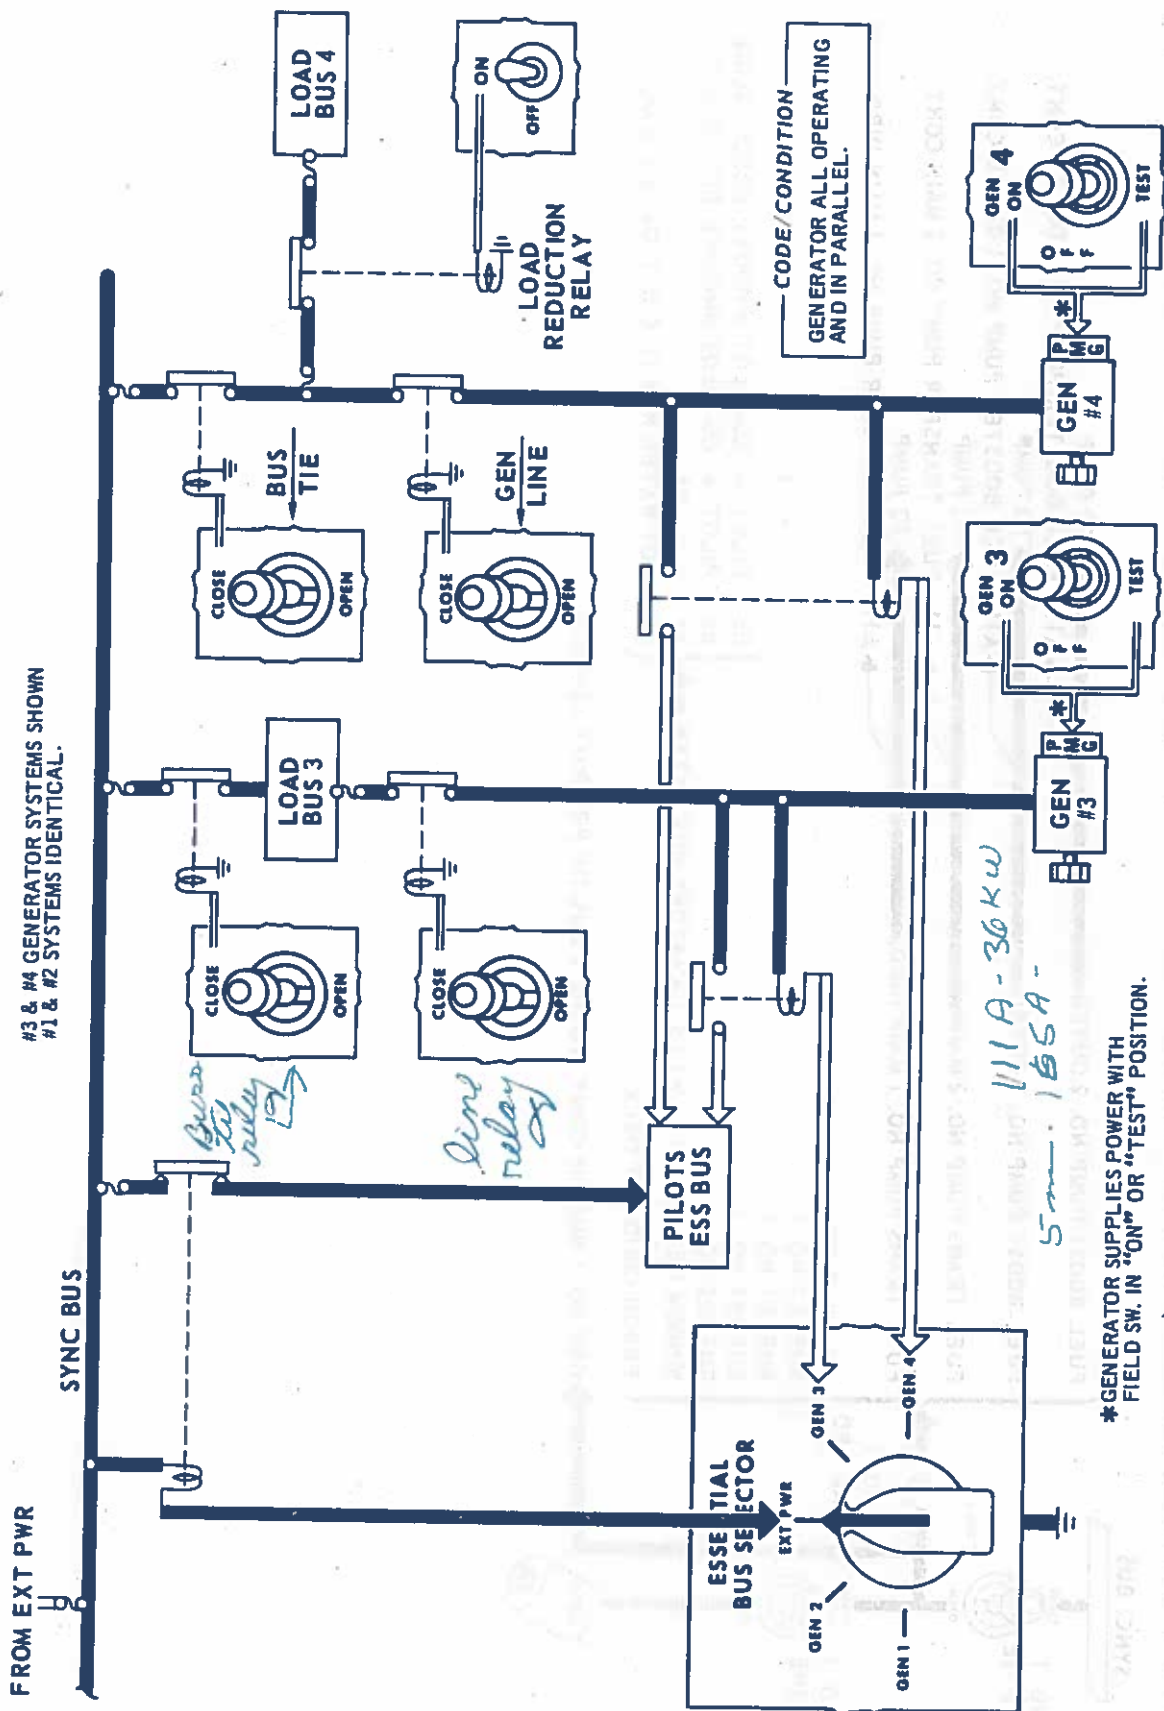 #3 & #4 GENERATOR SYSTEMS SHOWN
#1 & #2 SYSTEMS IDENTICAL.
FROM EXT PWR
SYNC BUS
LOAD
BUS 4
ON
OFF
LOAD
REDUCTION
RELAY
CLOSE
OPEN
BUS
TIE
CLOSE
OPEN
GEN
LINE
LOAD
BUS 3
CLOSE
OPEN
CLOSE
OPEN
tie
relay
line
relay
CODE/CONDITION
GENERATOR ALL OPERATING
AND IN PARALLEL.
PILOTS
ESS BUS
ESSETIAL
BUS SELECTOR
EXT PWR
GEN 1
GEN 2
GEN 3
GEN 4
GEN 3
ON
OFF
TEST
*
PMG
GEN
#3
GEN 4
ON
OFF
TEST
*
PMG
GEN
#4
111A - 36KW
5m - 185A -
*GENERATOR SUPPLIES POWER WITH
FIELD SW. IN "ON" OR "TEST" POSITION.